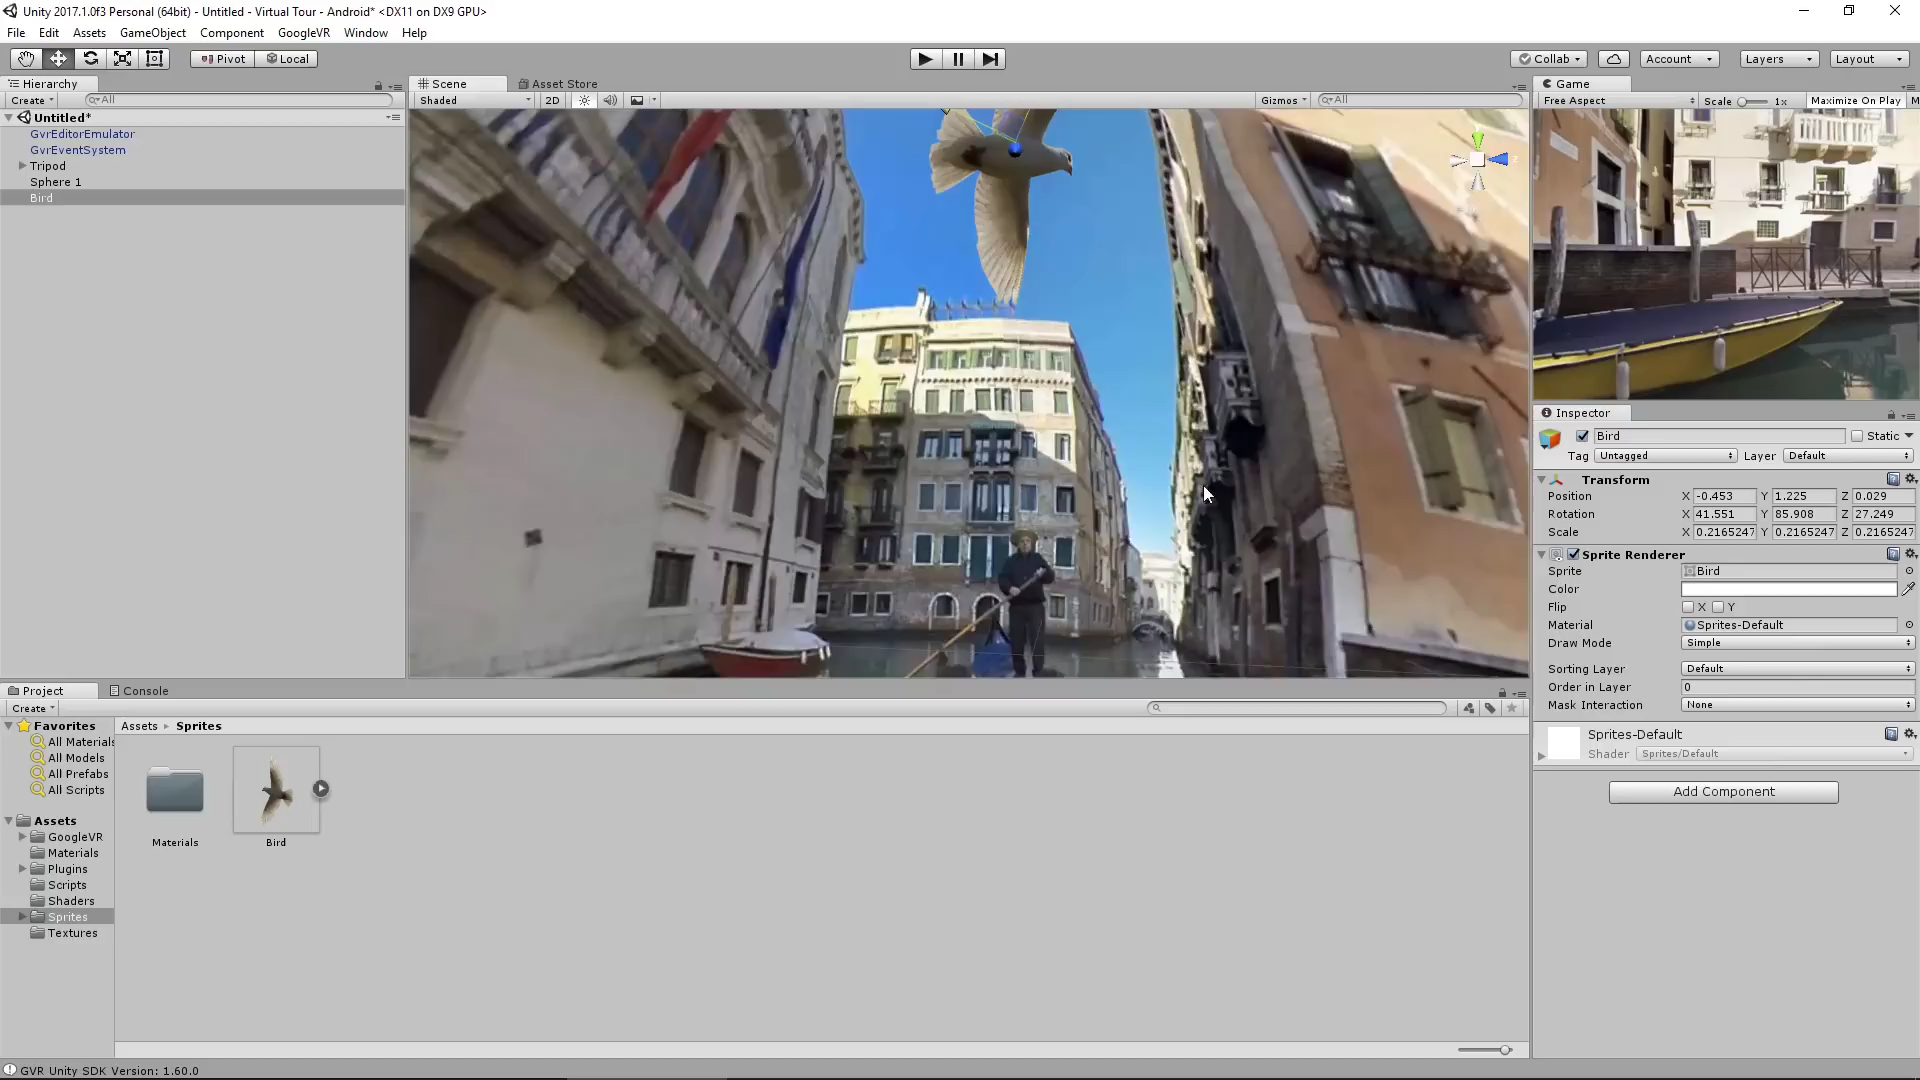 Unity 2017.1.0f3 Personal (64bit) - Untitled - Virtual Tour - Android* <DX11 on DX9 GPU>
File Edit Assets GameObject Component GoogleVR Window Help
Pivot Local Collab Account Layers Layout
Hierarchy
Create All
Untitled*
GvrEditorEmulator
GvrEventSystem
Tripod
Sphere 1
Bird
Scene Asset Store
Shaded 2D Gizmos All
Game
Free Aspect Scale 1x Maximize On Play M
Inspector
Bird Static
Tag Untagged Layer Default
Transform
Position X -0.453 Y 1.225 Z 0.029
Rotation X 41.551 Y 85.908 Z 27.249
Scale X 0.2165247 Y 0.2165247 Z 0.2165247
Sprite Renderer
Sprite Bird
Color
Flip X Y
Material Sprites-Default
Draw Mode Simple
Sorting Layer Default
Order in Layer 0
Mask Interaction None
Sprites-Default
Shader Sprites/Default
Add Component
Project Console
Create
Favorites
All Materials
All Models
All Prefabs
All Scripts
Assets
GoogleVR
Materials
Plugins
Scripts
Shaders
Sprites
Textures
Assets Sprites
Materials
Bird
GVR Unity SDK Version: 1.60.0